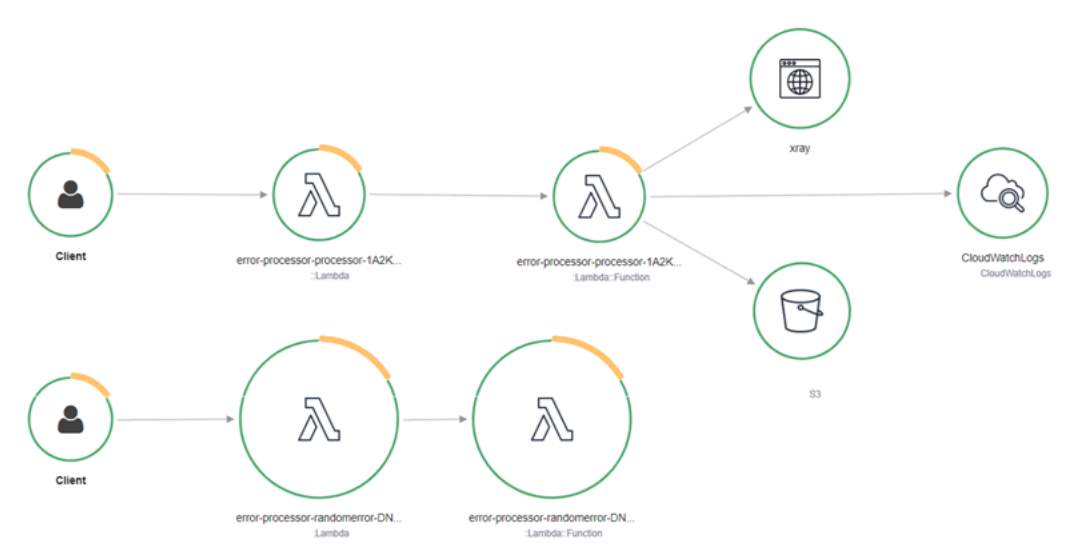 xray
Client
error-processor-processor-1A2K...
::Lambda
error-processor-processor-1A2K...
:Lambda::Function
CloudWatchLogs
CloudWatchLogs
S3
Client
error-processor-randomerror-DN...
:Lambda
error-processor-randomerror-DN...
:Lambda::Function